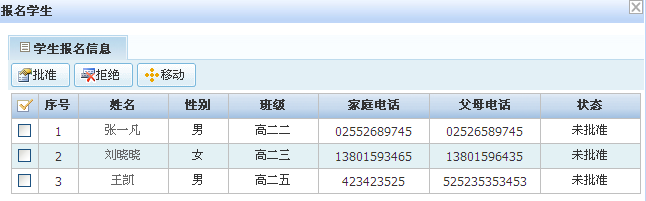 报名学生
学生报名信息
批准 拒绝 移动
序号 姓名 性别 班级 家庭电话 父母电话 状态
1 张一凡 男 高二二 02552689745 02526589745 未批准
2 刘晓晓 女 高二三 13801593465 13801596435 未批准
3 王凯 男 高二五 423423525 525235353453 未批准